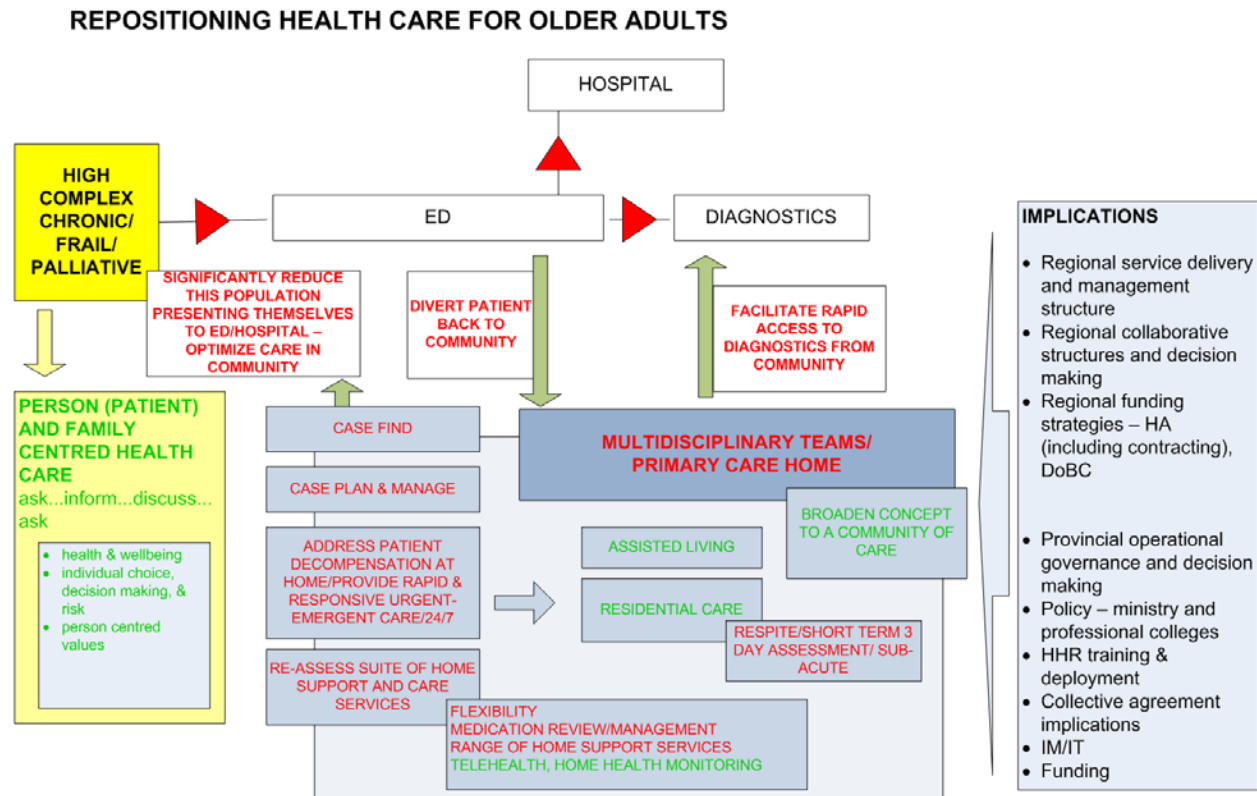 REPOSITIONING HEALTH CARE FOR OLDER ADULTS
HOSPITAL
HIGH
COMPLEX
CHRONIC/
FRAIL/
PALLIATIVE
ED
DIAGNOSTICS
SIGNIFICANTLY REDUCE
THIS POPULATION
PRESENTING THEMSELVES
TO ED/HOSPITAL –
OPTIMIZE CARE IN
COMMUNITY
DIVERT PATIENT
BACK TO
COMMUNITY
FACILITATE RAPID
ACCESS TO
DIAGNOSTICS FROM
COMMUNITY
PERSON (PATIENT)
AND FAMILY
CENTRED HEALTH
CARE
ask...inform...discuss...
ask
• health & wellbeing
• individual choice,
decision making, &
risk
• person centred
values
CASE FIND
CASE PLAN & MANAGE
ADDRESS PATIENT
DECOMPENSATION AT
HOME/PROVIDE RAPID &
RESPONSIVE URGENT-
EMERGENT CARE/24/7
RE-ASSESS SUITE OF HOME
SUPPORT AND CARE
SERVICES
MULTIDISCIPLINARY TEAMS/
PRIMARY CARE HOME
BROADEN CONCEPT
TO A COMMUNITY OF
CARE
ASSISTED LIVING
RESIDENTIAL CARE
RESPITE/SHORT TERM 3
DAY ASSESSMENT/ SUB-
ACUTE
FLEXIBILITY
MEDICATION REVIEW/MANAGEMENT
RANGE OF HOME SUPPORT SERVICES
TELEHEALTH, HOME HEALTH MONITORING
IMPLICATIONS
• Regional service delivery
and management
structure
• Regional collaborative
structures and decision
making
• Regional funding
strategies – HA
(including contracting),
DoBC
• Provincial operational
governance and decision
making
• Policy – ministry and
professional colleges
• HHR training &
deployment
• Collective agreement
implications
• IM/IT
• Funding